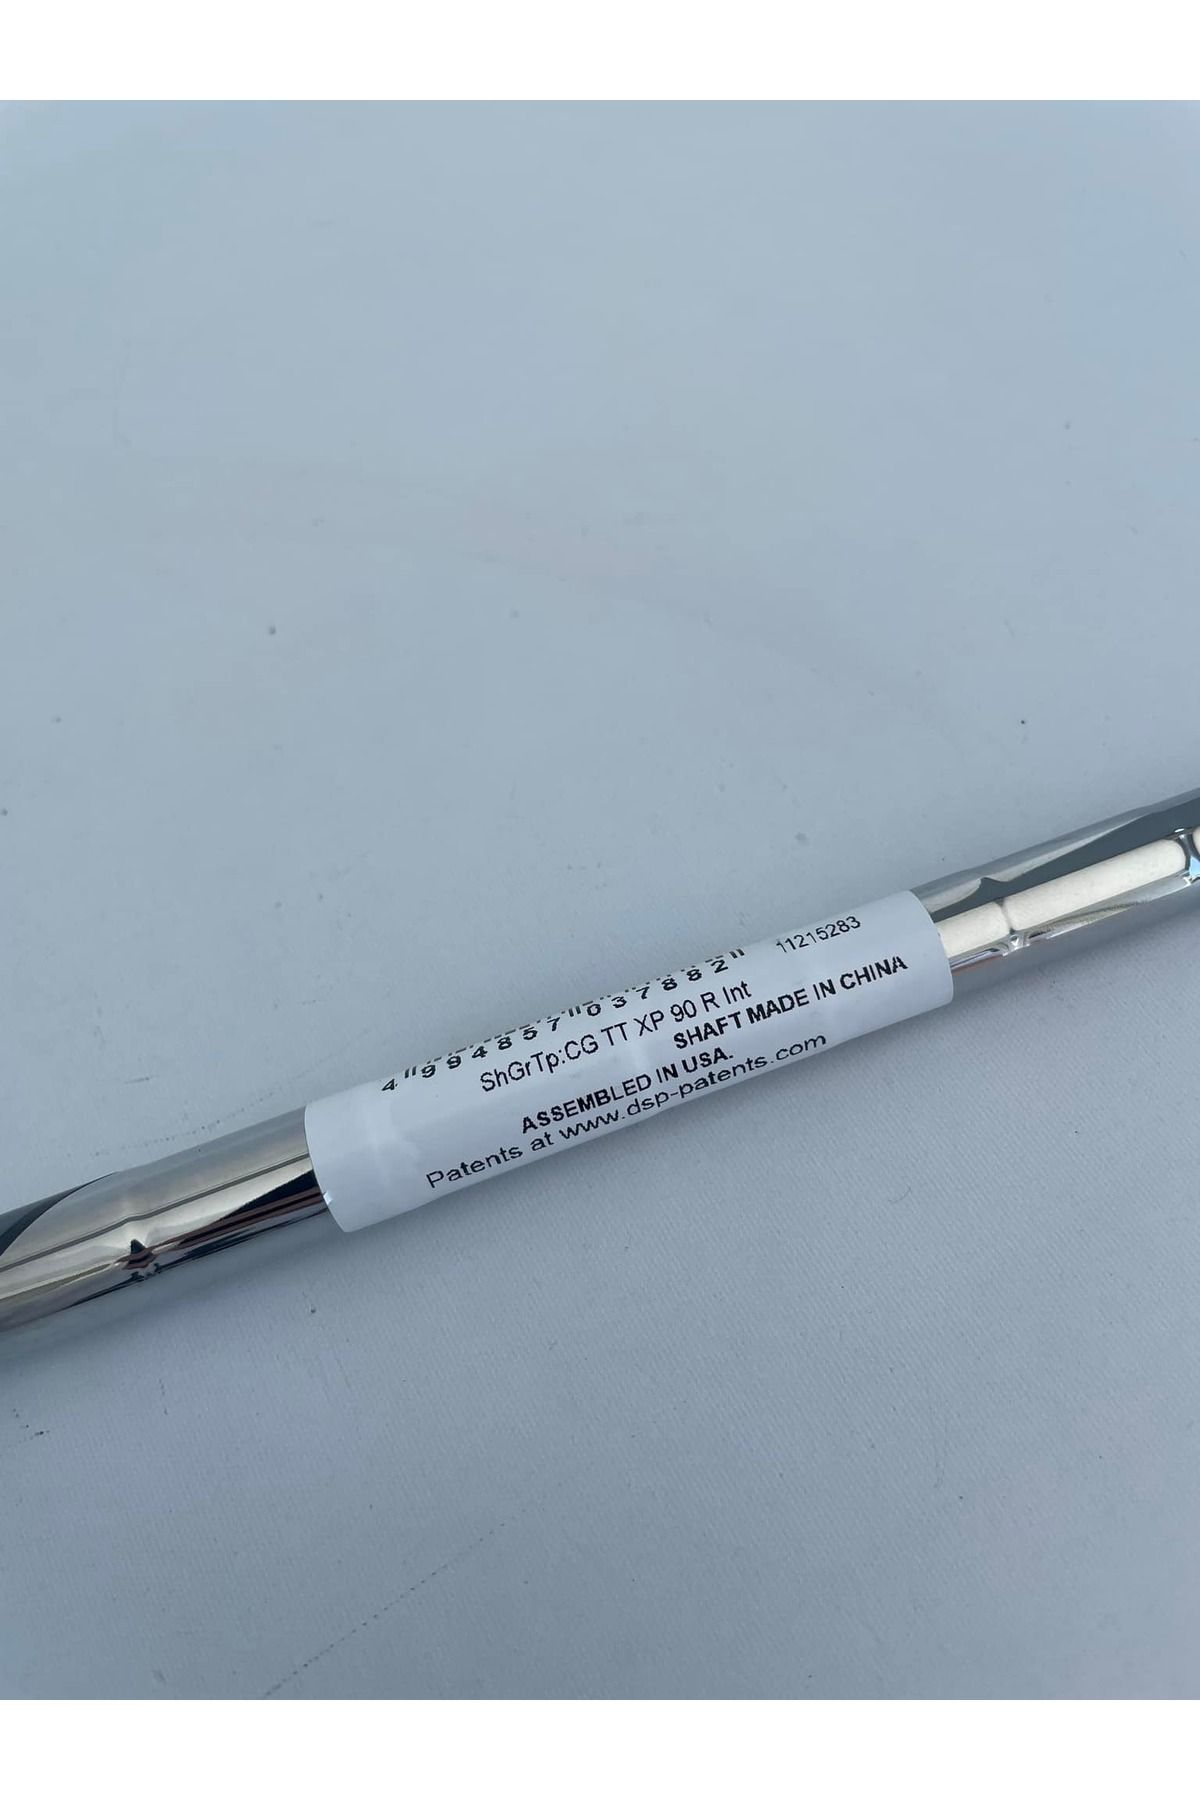 4 994857 037882
11215283
ShGrTp:CG TT XP 90 R Int
SHAFT MADE IN CHINA
ASSEMBLED IN USA.
Patents at www.dsp-patents.com